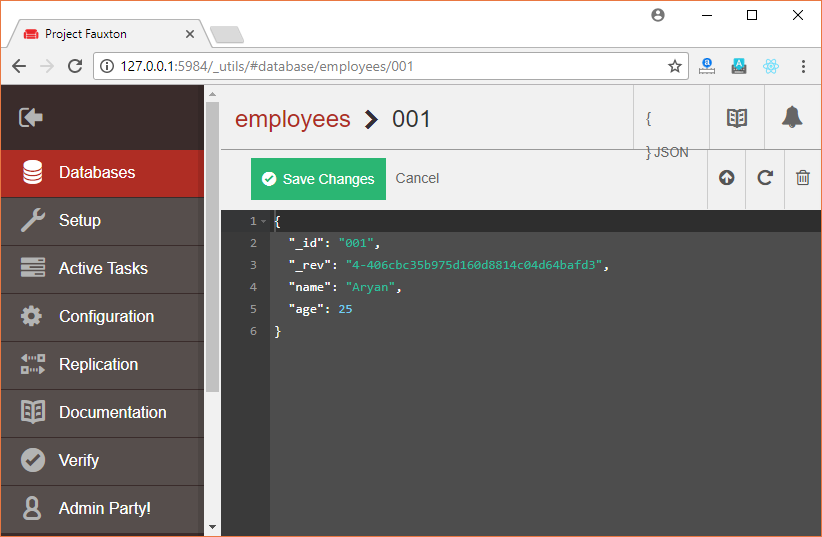 Project Fauxton
127.0.0.1:5984/_utils/#database/employees/001
employees 001
{
} JSON
Databases
Setup
Active Tasks
Configuration
Replication
Documentation
Verify
Admin Party!
Save Changes Cancel
1 {
2 "_id": "001",
3 "_rev": "4-406cbc35b975d160d8814c04d64bafd3",
4 "name": "Aryan",
5 "age": 25
6 }